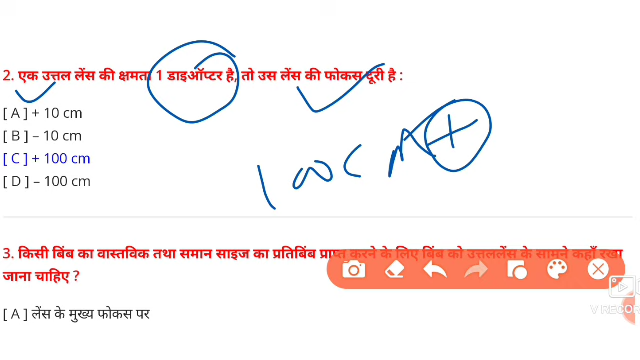 2. एक उत्तल लेंस की क्षमता 1 डाइऑप्टर है, तो उस लेंस की फोकस दूरी है :
[ A ] + 10 cm
[ B ] – 10 cm
[ C ] + 100 cm
[ D ] – 100 cm
100 cm +
3. किसी बिंब का वास्तविक तथा समान साइज का प्रतिबिंब प्राप्त करने के लिए बिंब को उत्तललेंस के सामने कहाँ रखा
जाना चाहिए ?
[ A ] लेंस के मुख्य फोकस पर
V RECOR